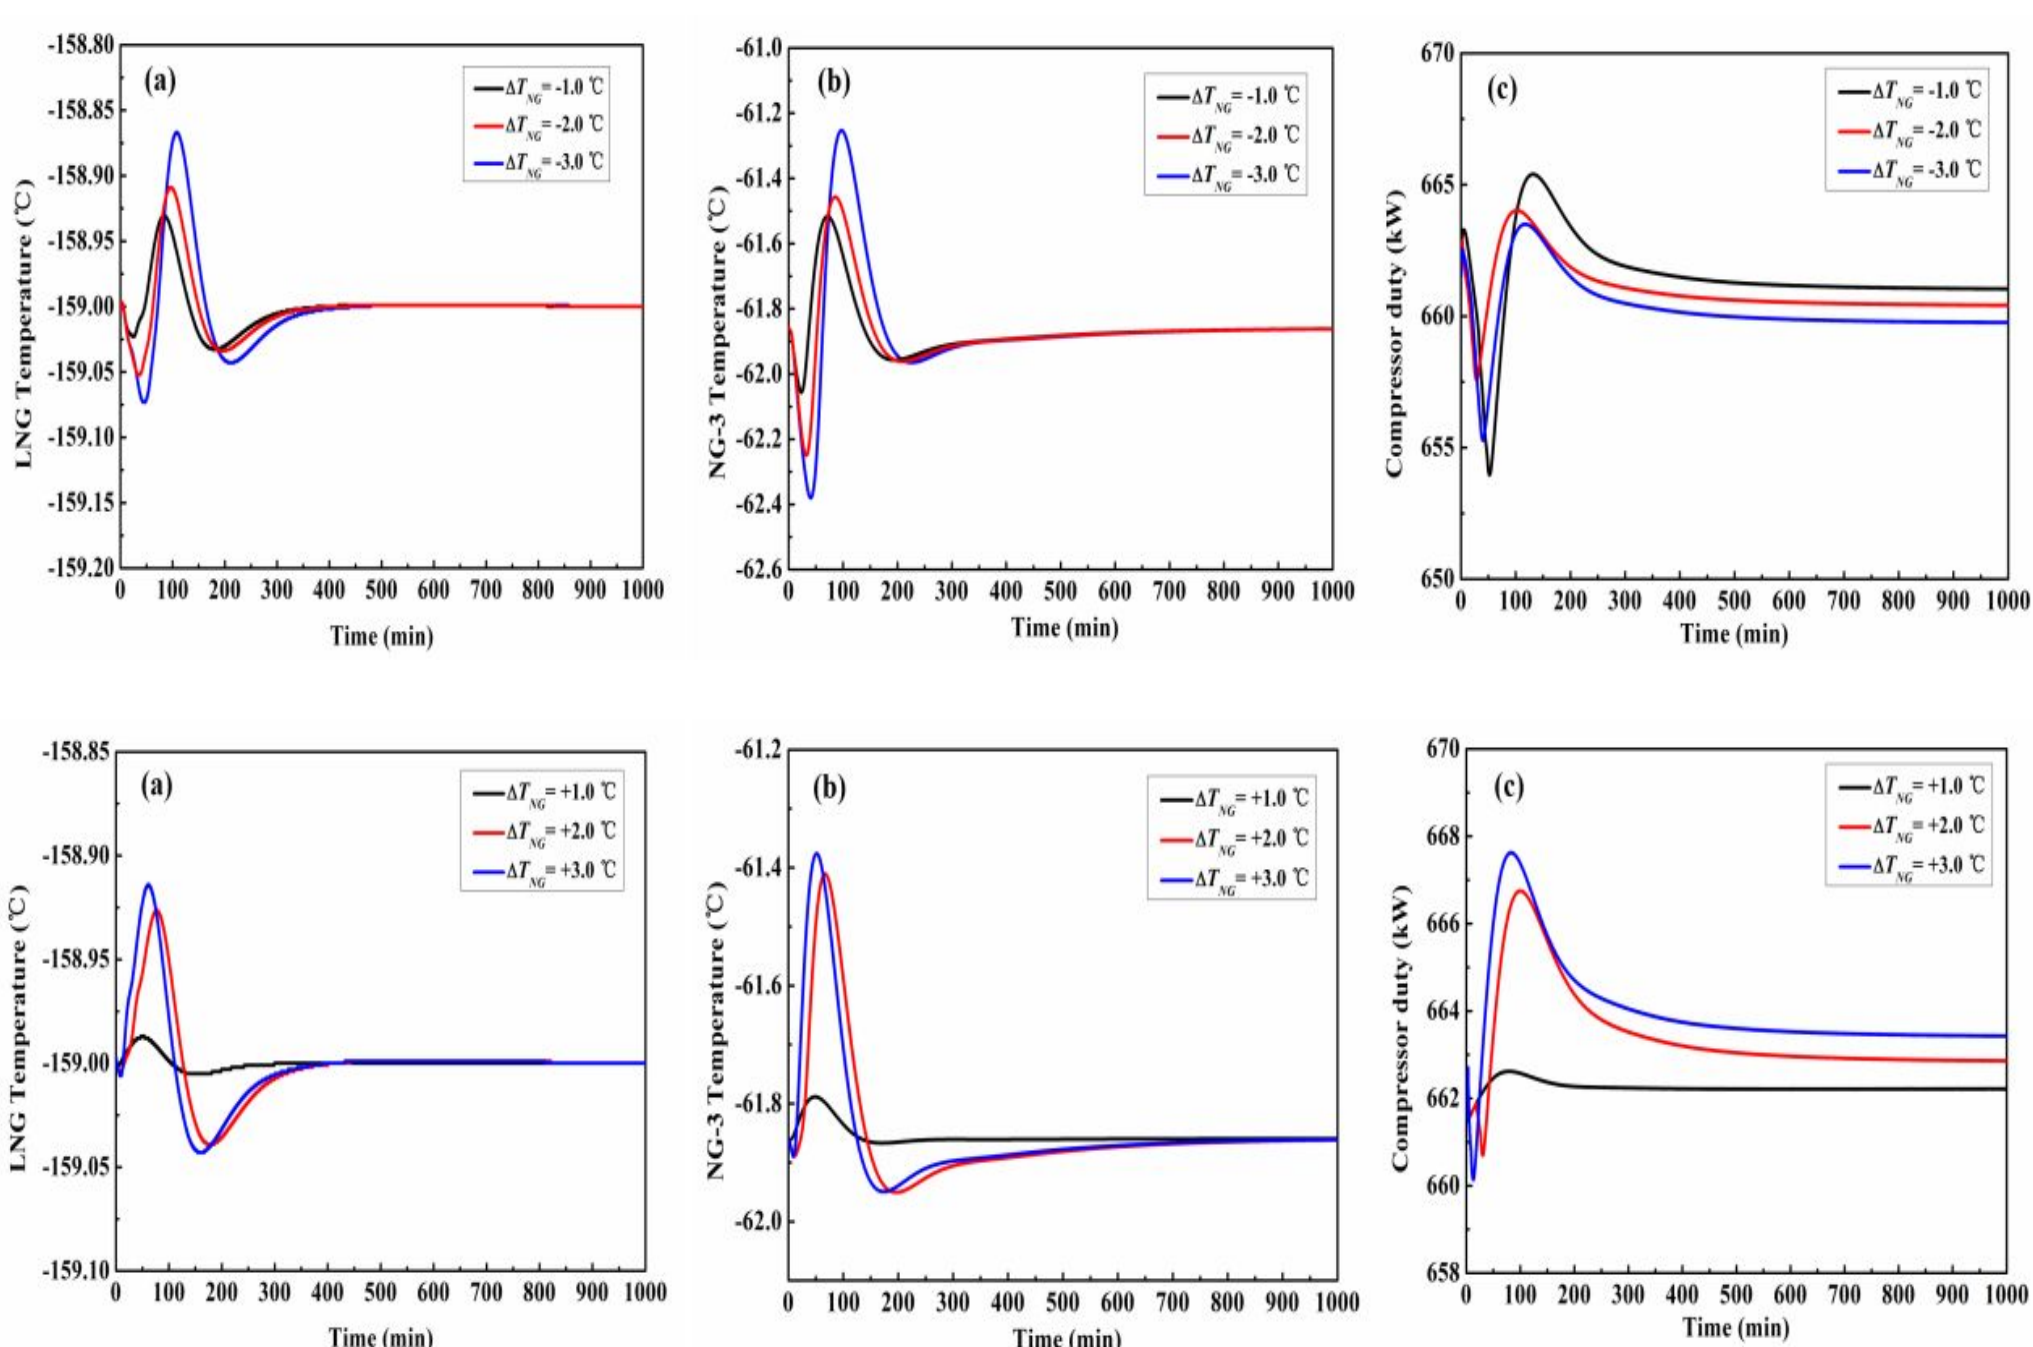 (a)
ΔT_NG= -1.0 ℃
ΔT_NG= -2.0 ℃
ΔT_NG= -3.0 ℃
LNG Temperature (℃)
-158.80
-158.85
-158.90
-158.95
-159.00
-159.05
-159.10
-159.15
-159.20
0 100 200 300 400 500 600 700 800 900 1000
Time (min)
(b)
ΔT_NG= -1.0 ℃
ΔT_NG= -2.0 ℃
ΔT_NG= -3.0 ℃
NG-3 Temperature (℃)
-61.0
-61.2
-61.4
-61.6
-61.8
-62.0
-62.2
-62.4
-62.6
0 100 200 300 400 500 600 700 800 900 1000
Time (min)
(c)
ΔT_NG= -1.0 ℃
ΔT_NG= -2.0 ℃
ΔT_NG= -3.0 ℃
Compressor duty (kW)
670
665
660
655
650
0 100 200 300 400 500 600 700 800 900 1000
Time (min)
(a)
ΔT_NG= +1.0 ℃
ΔT_NG= +2.0 ℃
ΔT_NG= +3.0 ℃
LNG Temperature (℃)
-158.85
-158.90
-158.95
-159.00
-159.05
-159.10
0 100 200 300 400 500 600 700 800 900 1000
Time (min)
(b)
ΔT_NG= +1.0 ℃
ΔT_NG= +2.0 ℃
ΔT_NG= +3.0 ℃
NG-3 Temperature (℃)
-61.2
-61.4
-61.6
-61.8
-62.0
0 100 200 300 400 500 600 700 800 900 1000
Time (min)
(c)
ΔT_NG= +1.0 ℃
ΔT_NG= +2.0 ℃
ΔT_NG= +3.0 ℃
Compressor duty (kW)
670
668
666
664
662
660
658
0 100 200 300 400 500 600 700 800 900 1000
Time (min)